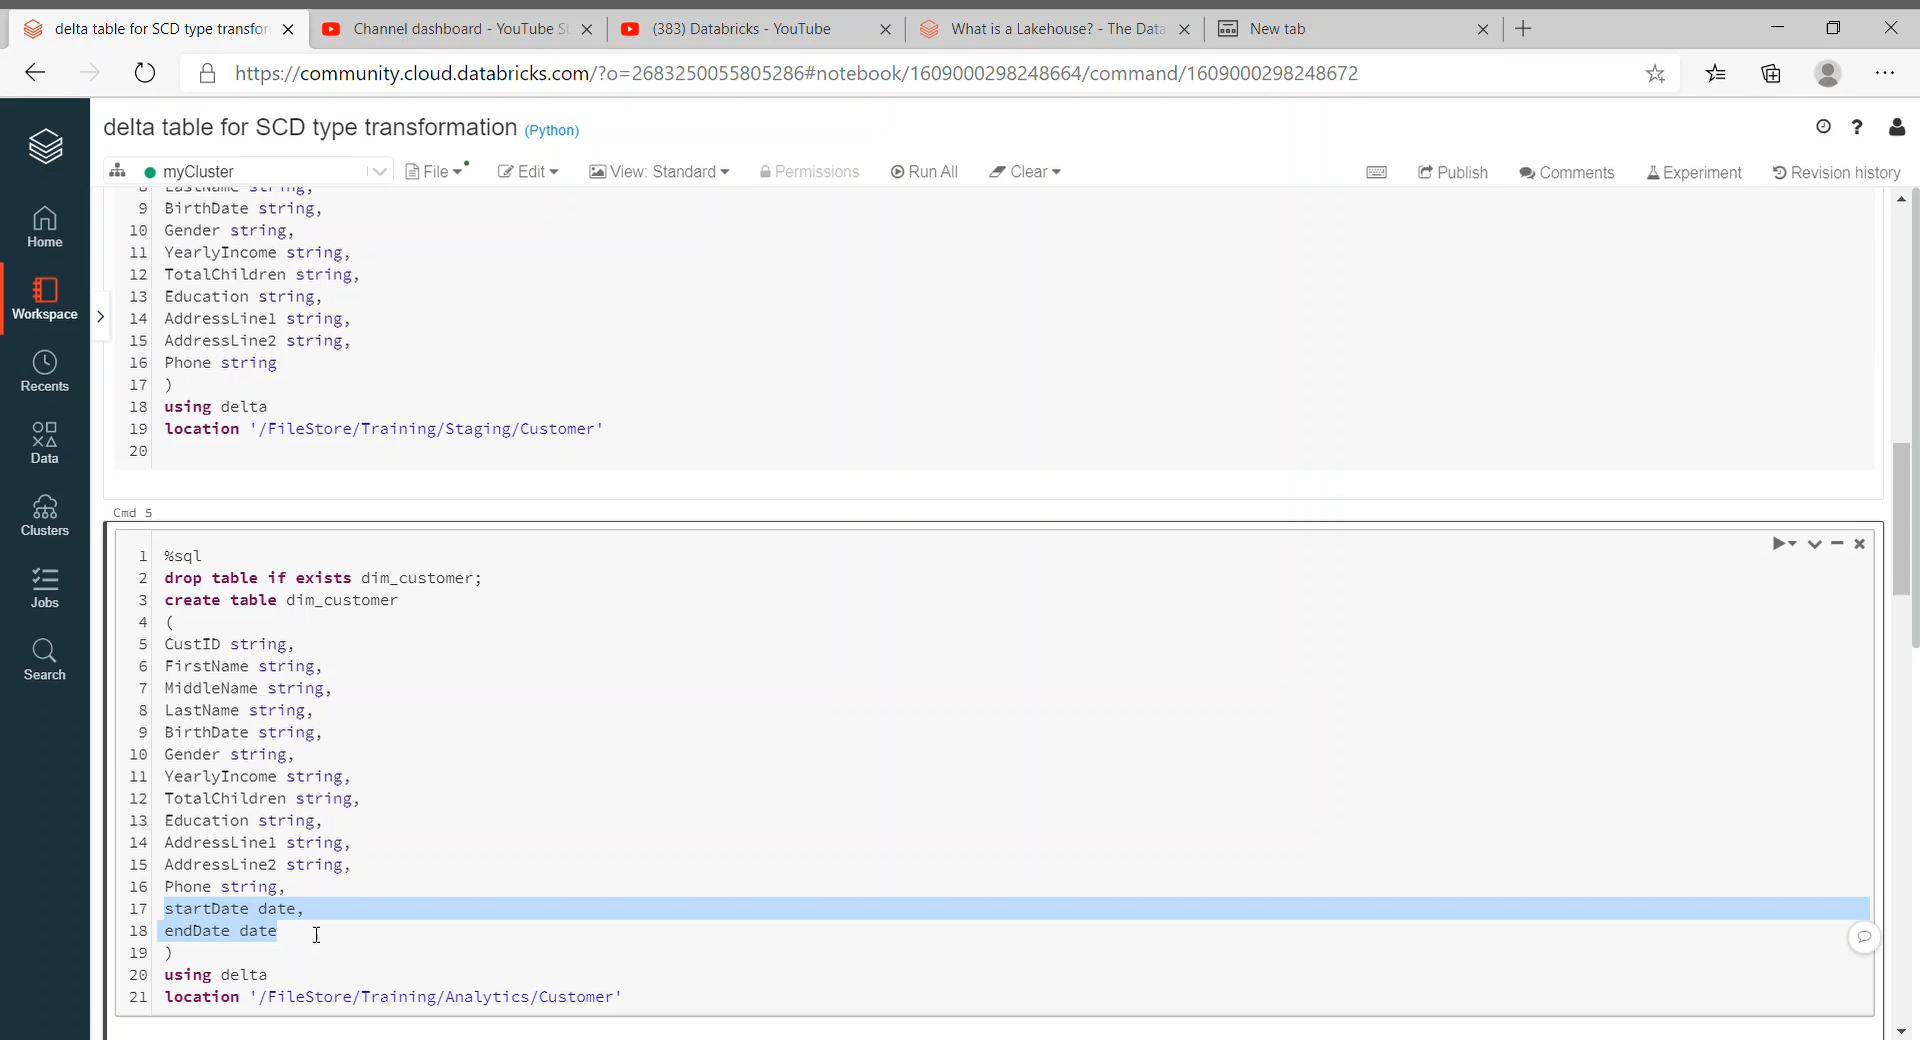 delta table for SCD type transfor
Channel dashboard - YouTube St
(383) Databricks - YouTube
What is a Lakehouse? - The Data
New tab
https://community.cloud.databricks.com/?o=2683250055805286#notebook/1609000298248664/command/1609000298248672
delta table for SCD type transformation (Python)
myCluster
File
Edit
View: Standard
Permissions
Run All
Clear
Publish
Comments
Experiment
Revision history
Home
Workspace
Recents
Data
Clusters
Jobs
Search
8 LastName string,
9 BirthDate string,
10 Gender string,
11 YearlyIncome string,
12 TotalChildren string,
13 Education string,
14 AddressLine1 string,
15 AddressLine2 string,
16 Phone string
17 )
18 using delta
19 location '/FileStore/Training/Staging/Customer'
20
Cmd 5
1 %sql
2 drop table if exists dim_customer;
3 create table dim_customer
4 (
5 CustID string,
6 FirstName string,
7 MiddleName string,
8 LastName string,
9 BirthDate string,
10 Gender string,
11 YearlyIncome string,
12 TotalChildren string,
13 Education string,
14 AddressLine1 string,
15 AddressLine2 string,
16 Phone string,
17 startDate date,
18 endDate date
19 )
20 using delta
21 location '/FileStore/Training/Analytics/Customer'